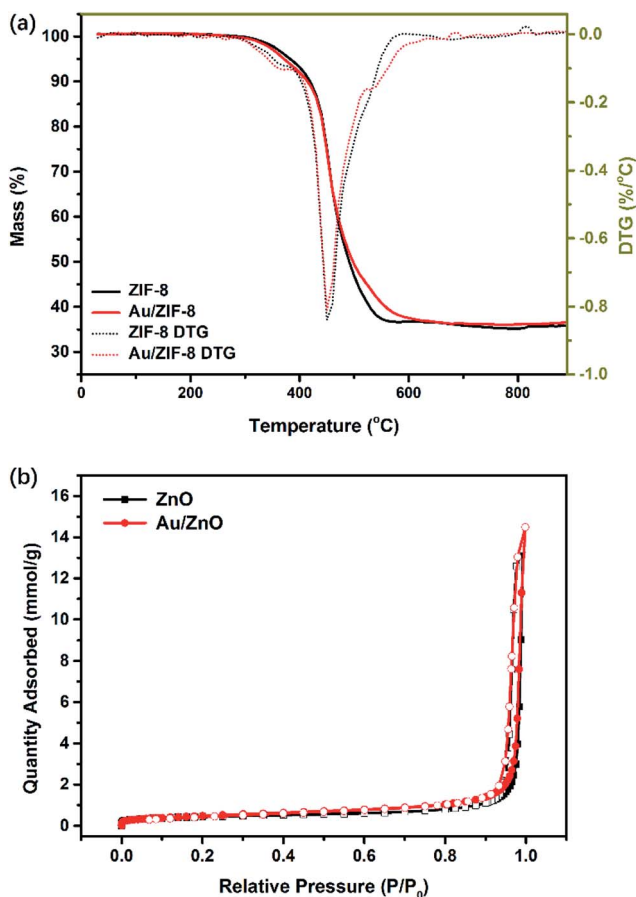 (a)
100
90
80
70
60
50
40
30
Mass (%)
0.0
-0.2
-0.4
-0.6
-0.8
-1.0
DTG (%/°C)
ZIF-8
Au/ZIF-8
ZIF-8 DTG
Au/ZIF-8 DTG
0 200 400 600 800
Temperature (°C)
(b)
16
14
12
10
8
6
4
2
0
Quantity Adsorbed (mmol/g)
ZnO
Au/ZnO
0.0 0.2 0.4 0.6 0.8 1.0
Relative Pressure (P/P₀)